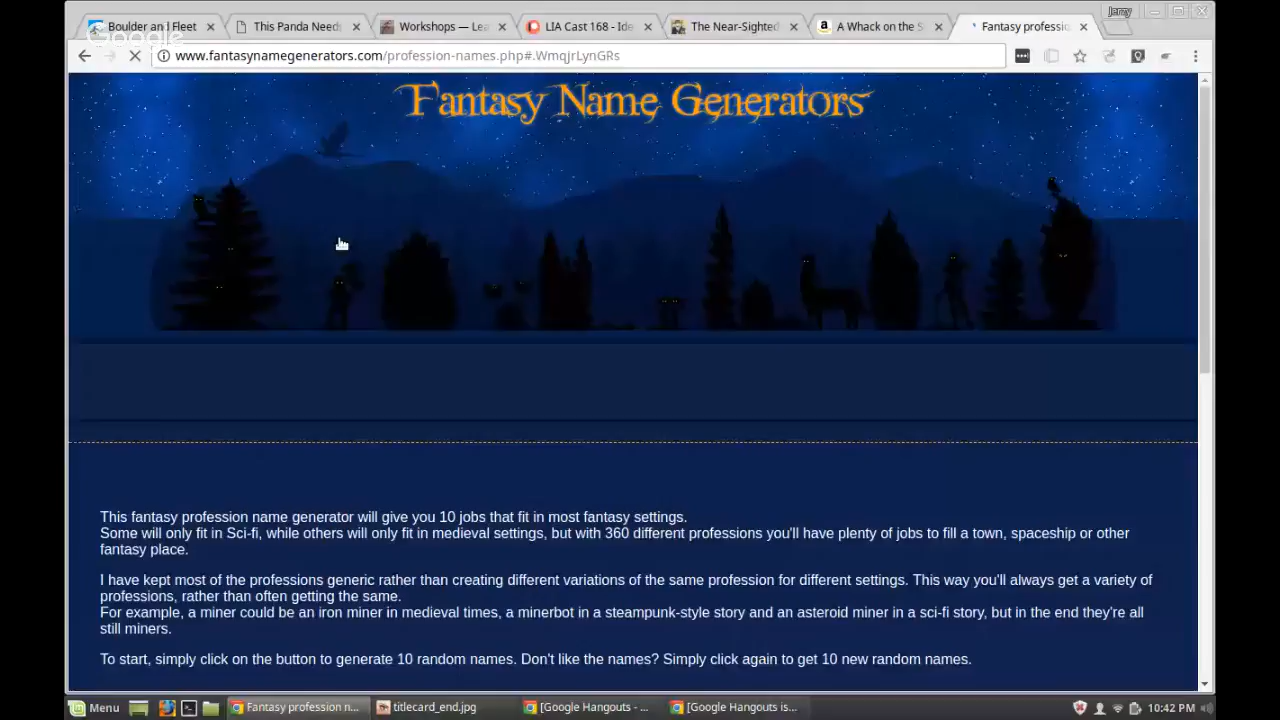 Jerry
Boulder an | Fleet
This Panda Need
Workshops — Lea
LIA Cast 168 - Ide
The Near-Sighted
A Whack on the S
Fantasy professio
Google
www.fantasynamegenerators.com/profession-names.php#.WmqjrLynGRs
Fantasy Name Generators
This fantasy profession name generator will give you 10 jobs that fit in most fantasy settings.
Some will only fit in Sci-fi, while others will only fit in medieval settings, but with 360 different professions you'll have plenty of jobs to fill a town, spaceship or other
fantasy place.
I have kept most of the professions generic rather than creating different variations of the same profession for different settings. This way you'll always get a variety of
professions, rather than often getting the same.
For example, a miner could be an iron miner in medieval times, a minerbot in a steampunk-style story and an asteroid miner in a sci-fi story, but in the end they're all
still miners.
To start, simply click on the button to generate 10 random names. Don't like the names? Simply click again to get 10 new random names.
Menu
Fantasy profession n...
titlecard_end.jpg
[Google Hangouts - ...
[Google Hangouts is...
10:42 PM